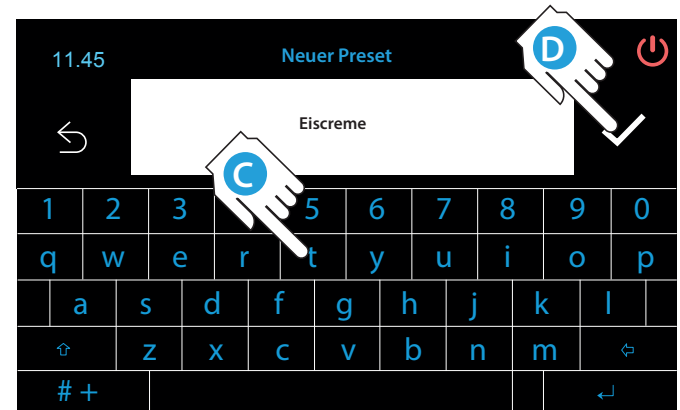 11.45
Neuer Preset
D
Eiscreme
C
1 2 3 5 6 7 8 9 0
q w e r t y u i o p
a s d f g h j k l
z x c v b n m
# +